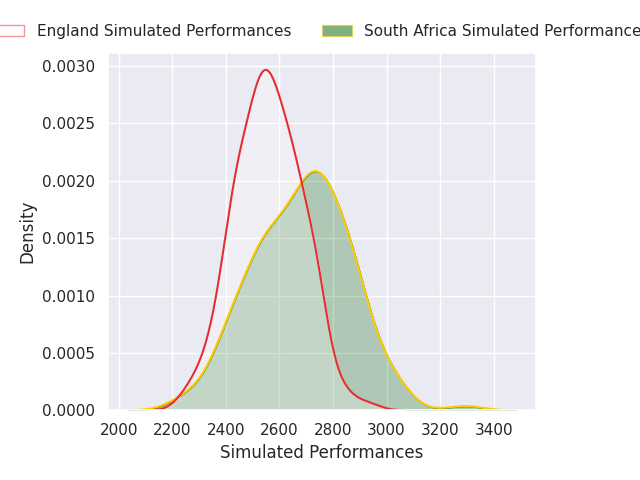 England Simulated Performances South Africa Simulated Performance
0.0030
0.0025
0.0020
0.0015
0.0010
0.0005
0.0000
Density
2000 2200 2400 2600 2800 3000 3200 3400
Simulated Performances